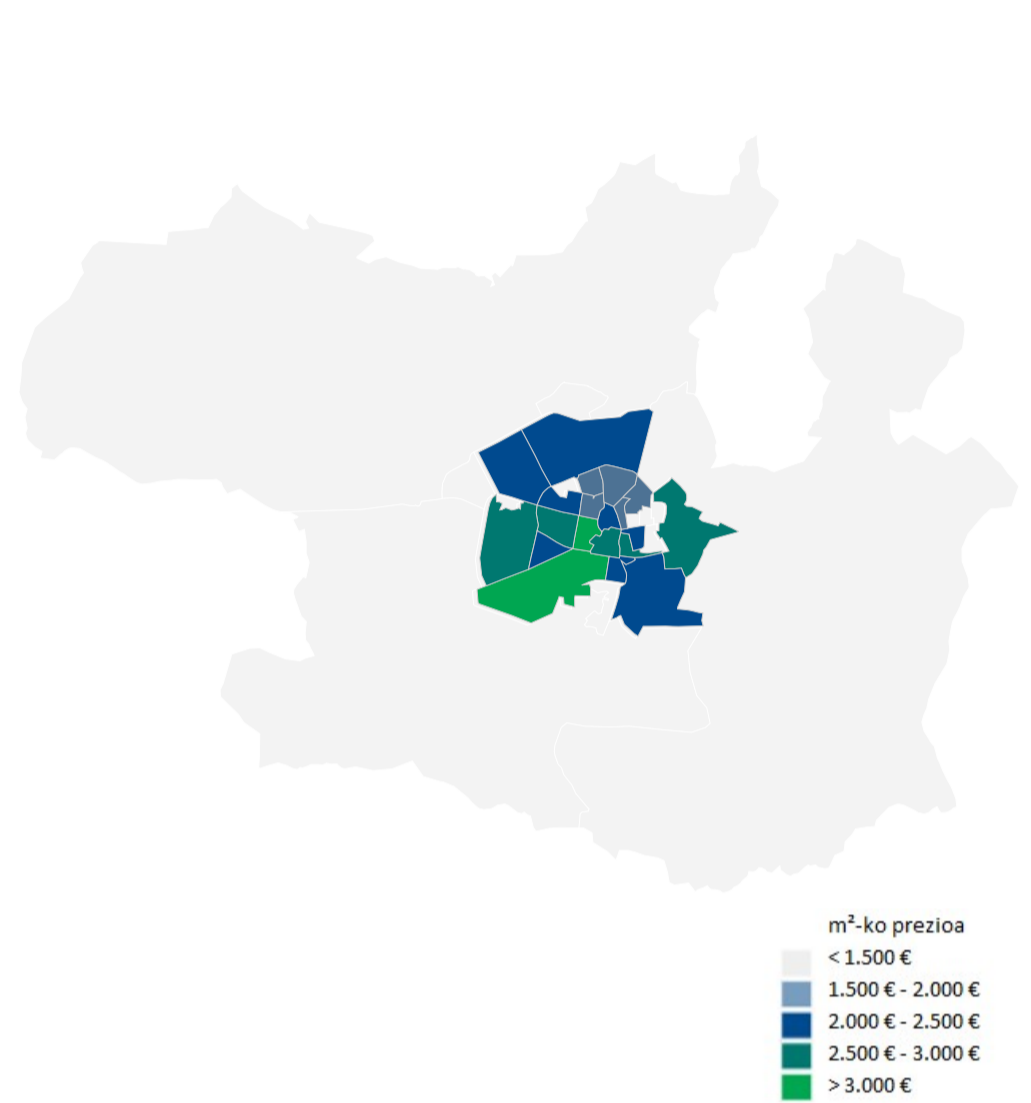 m²-ko prezioa
< 1.500 €
1.500 € - 2.000 €
2.000 € - 2.500 €
2.500 € - 3.000 €
> 3.000 €